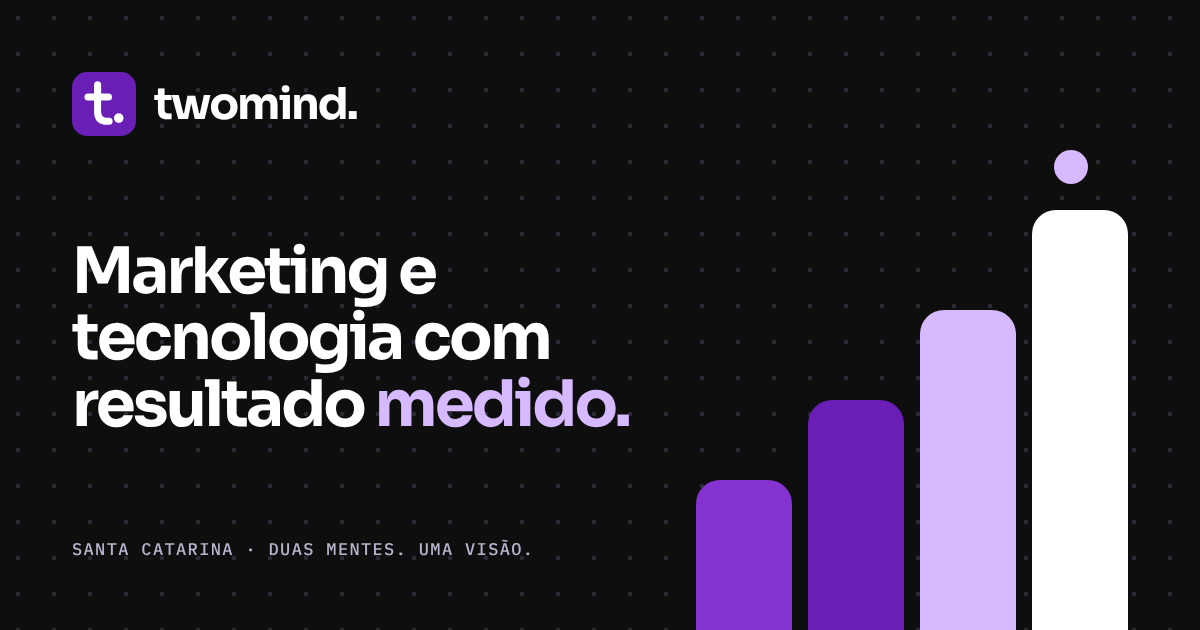 t.
twomind.
Marketing e
tecnologia com
resultado medido.
SANTA CATARINA · DUAS MENTES. UMA VISÃO.